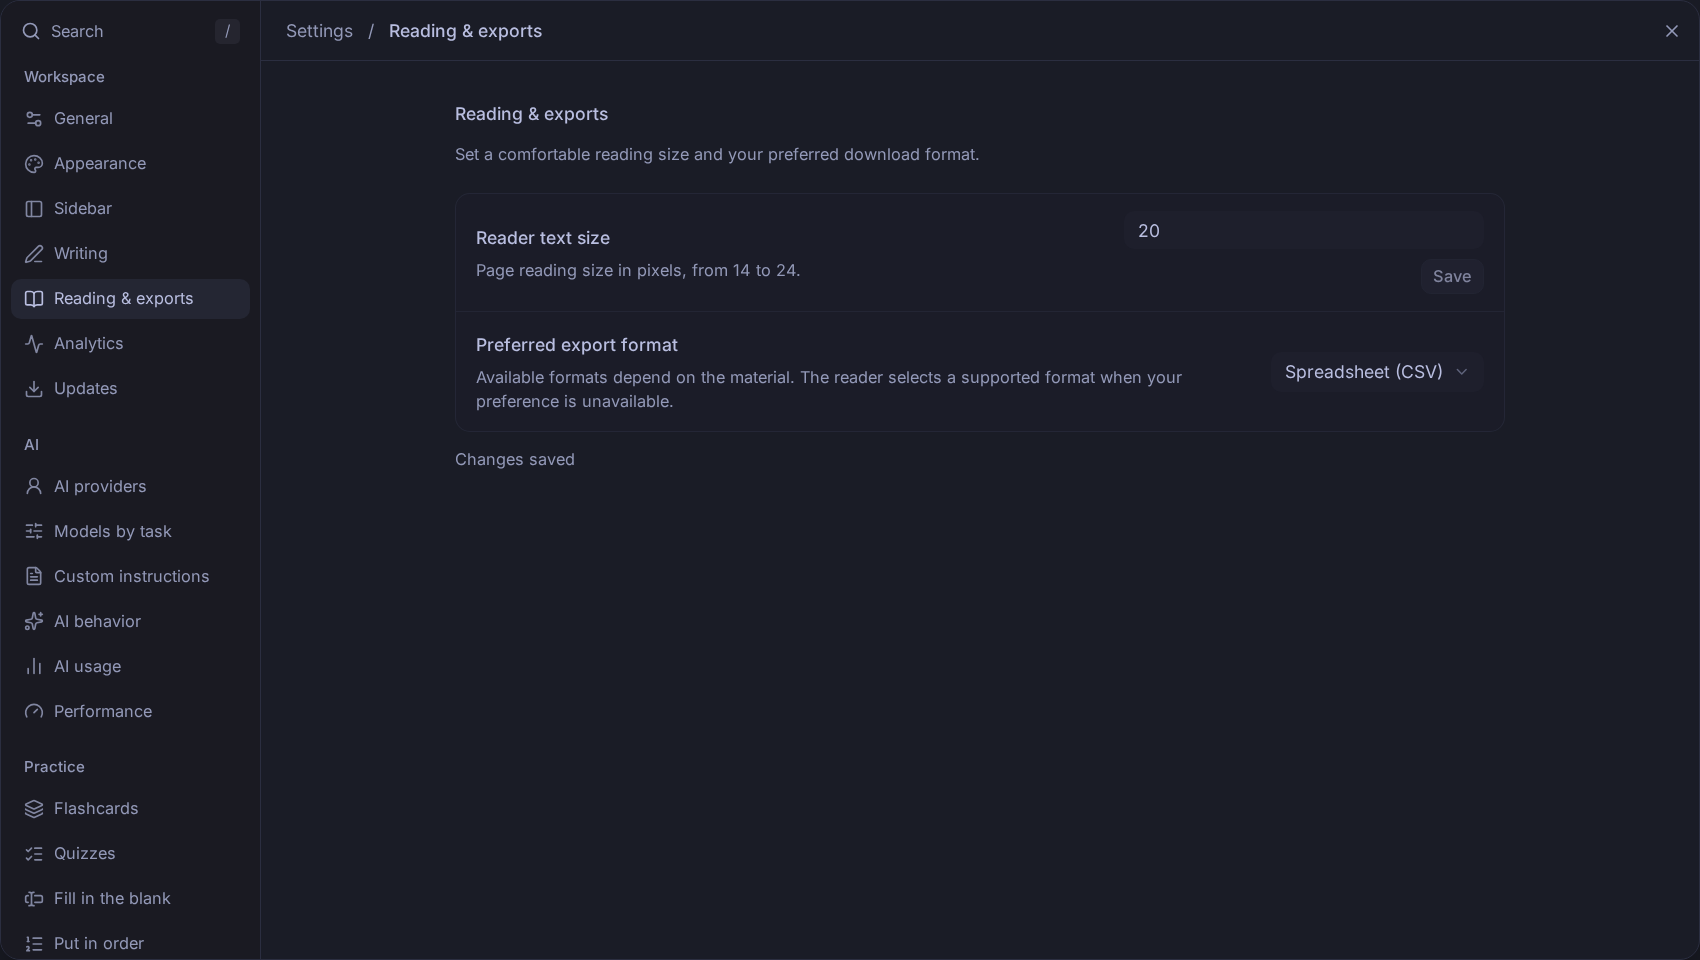 Search
/
Workspace
General
Appearance
Sidebar
Writing
Reading & exports
Analytics
Updates
AI
AI providers
Models by task
Custom instructions
AI behavior
AI usage
Performance
Practice
Flashcards
Quizzes
Fill in the blank
Put in order
Settings / Reading & exports
Reading & exports
Set a comfortable reading size and your preferred download format.
Reader text size
Page reading size in pixels, from 14 to 24.
20
Save
Preferred export format
Available formats depend on the material. The reader selects a supported format when your
preference is unavailable.
Spreadsheet (CSV)
Changes saved